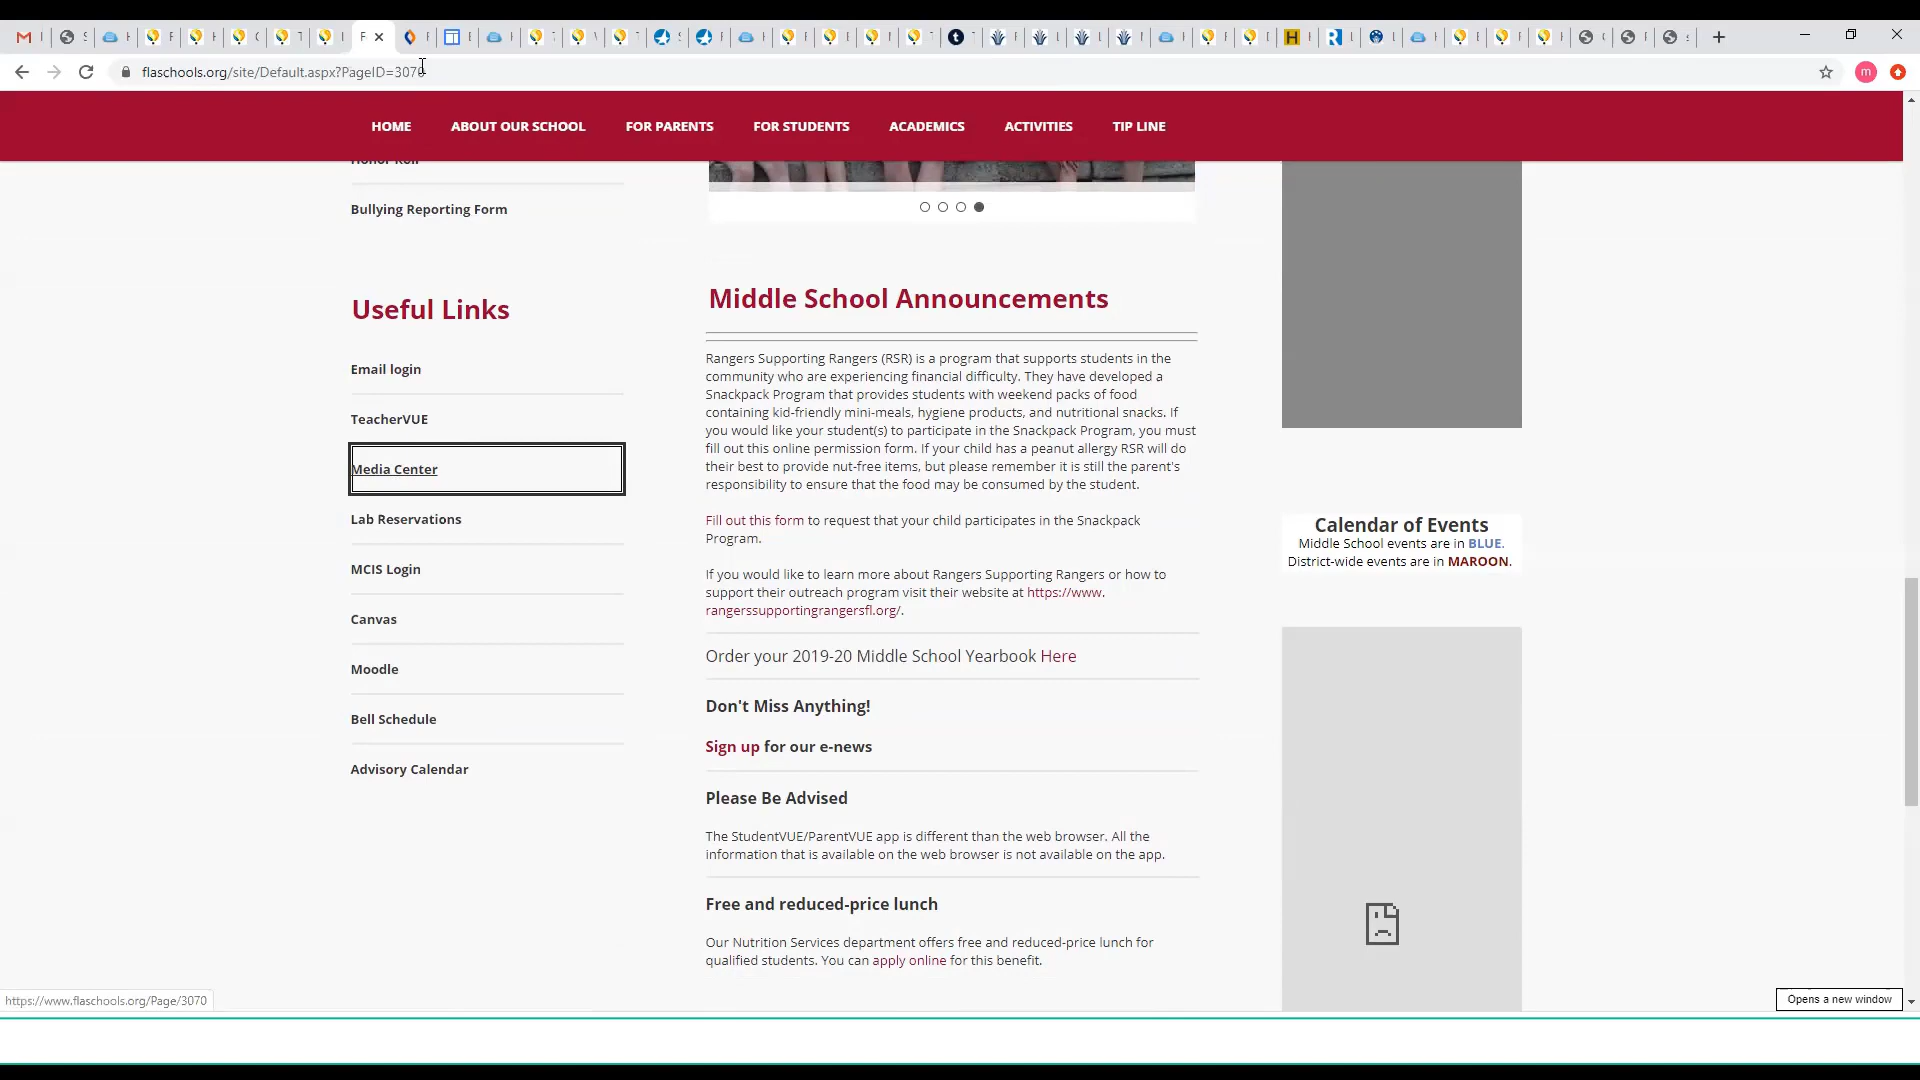 flaschools.org/site/Default.aspx?PageID=3070
m
HOME ABOUT OUR SCHOOL FOR PARENTS FOR STUDENTS ACADEMICS ACTIVITIES TIP LINE
Honor Roll
Bullying Reporting Form
Useful Links
Email login
TeacherVUE
Media Center
Lab Reservations
MCIS Login
Canvas
Moodle
Bell Schedule
Advisory Calendar
Middle School Announcements
Rangers Supporting Rangers (RSR) is a program that supports students in the
community who are experiencing financial difficulty. They have developed a
Snackpack Program that provides students with weekend packs of food
containing kid-friendly mini-meals, hygiene products, and nutritional snacks. If
you would like your student(s) to participate in the Snackpack Program, you must
fill out this online permission form. If your child has a peanut allergy RSR will do
their best to provide nut-free items, but please remember it is still the parent's
responsibility to ensure that the food may be consumed by the student.
Fill out this form to request that your child participates in the Snackpack
Program.
If you would like to learn more about Rangers Supporting Rangers or how to
support their outreach program visit their website at https://www.
rangerssupportingrangersfl.org/.
Order your 2019-20 Middle School Yearbook Here
Don't Miss Anything!
Sign up for our e-news
Please Be Advised
The StudentVUE/ParentVUE app is different than the web browser. All the
information that is available on the web browser is not available on the app.
Free and reduced-price lunch
Our Nutrition Services department offers free and reduced-price lunch for
qualified students. You can apply online for this benefit.
Calendar of Events
Middle School events are in BLUE.
District-wide events are in MAROON.
https://www.flaschools.org/Page/3070
Opens a new window